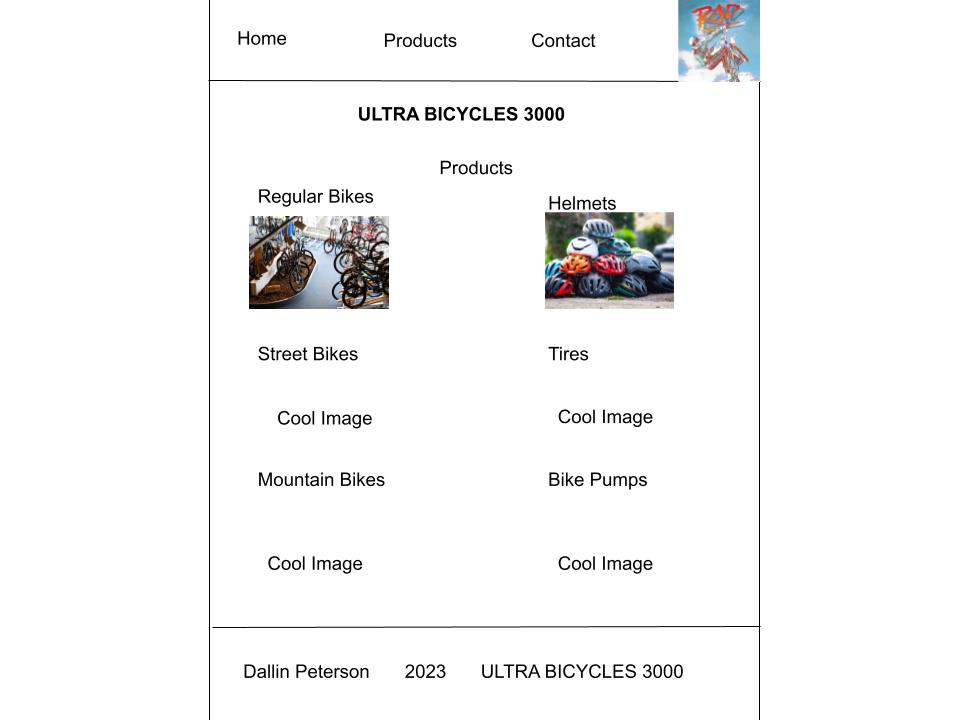 Home Products Contact
RAD
ULTRA BICYCLES 3000
Products
Regular Bikes
Helmets
Street Bikes
Tires
Cool Image
Cool Image
Mountain Bikes
Bike Pumps
Cool Image
Cool Image
Dallin Peterson 2023 ULTRA BICYCLES 3000